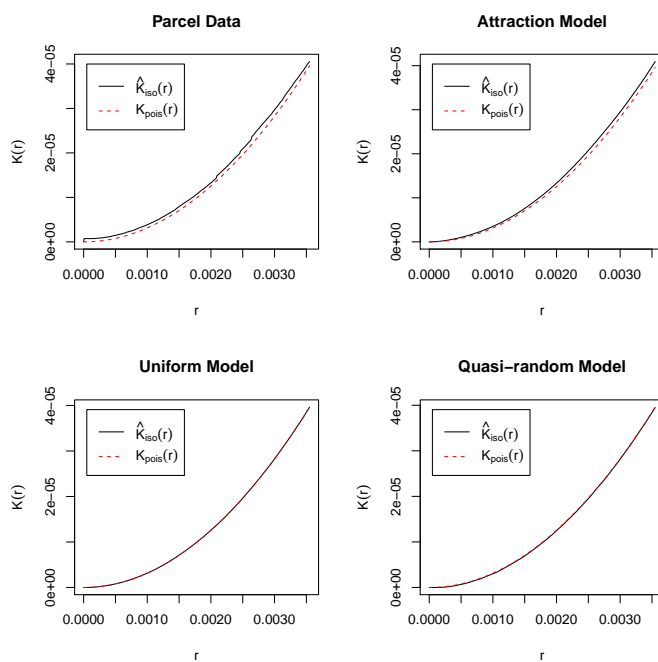 Parcel Data
K(r)
0e+00 2e−05 4e−05
K̂iso(r)
Kpois(r)
0.0000 0.0010 0.0020 0.0030
r
Attraction Model
K(r)
0e+00 2e−05 4e−05
K̂iso(r)
Kpois(r)
0.0000 0.0010 0.0020 0.0030
r
Uniform Model
K(r)
0e+00 2e−05 4e−05
K̂iso(r)
Kpois(r)
0.0000 0.0010 0.0020 0.0030
r
Quasi−random Model
K(r)
0e+00 2e−05 4e−05
K̂iso(r)
Kpois(r)
0.0000 0.0010 0.0020 0.0030
r